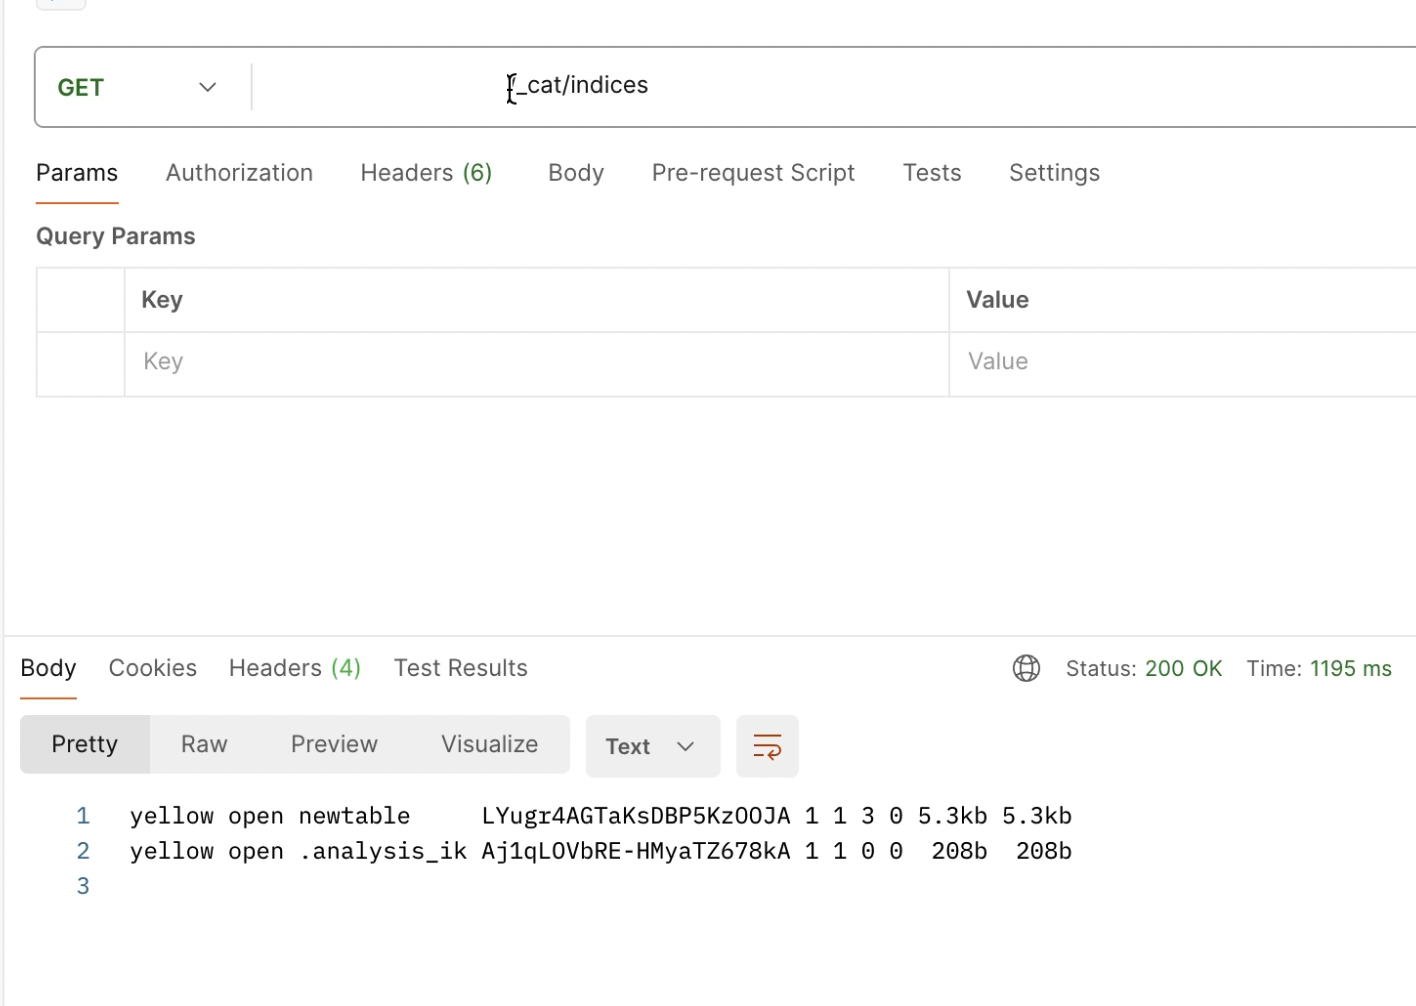 GET /_cat/indices
Params Authorization Headers (6) Body Pre-request Script Tests Settings
Query Params
Key Value
Key Value
Body Cookies Headers (4) Test Results Status: 200 OK Time: 1195 ms
Pretty Raw Preview Visualize Text
1 yellow open newtable LYugr4AGTaKsDBP5KzOOJA 1 1 3 0 5.3kb 5.3kb
2 yellow open .analysis_ik Aj1qLOVbRE-HMyaTZ678kA 1 1 0 0 208b 208b
3